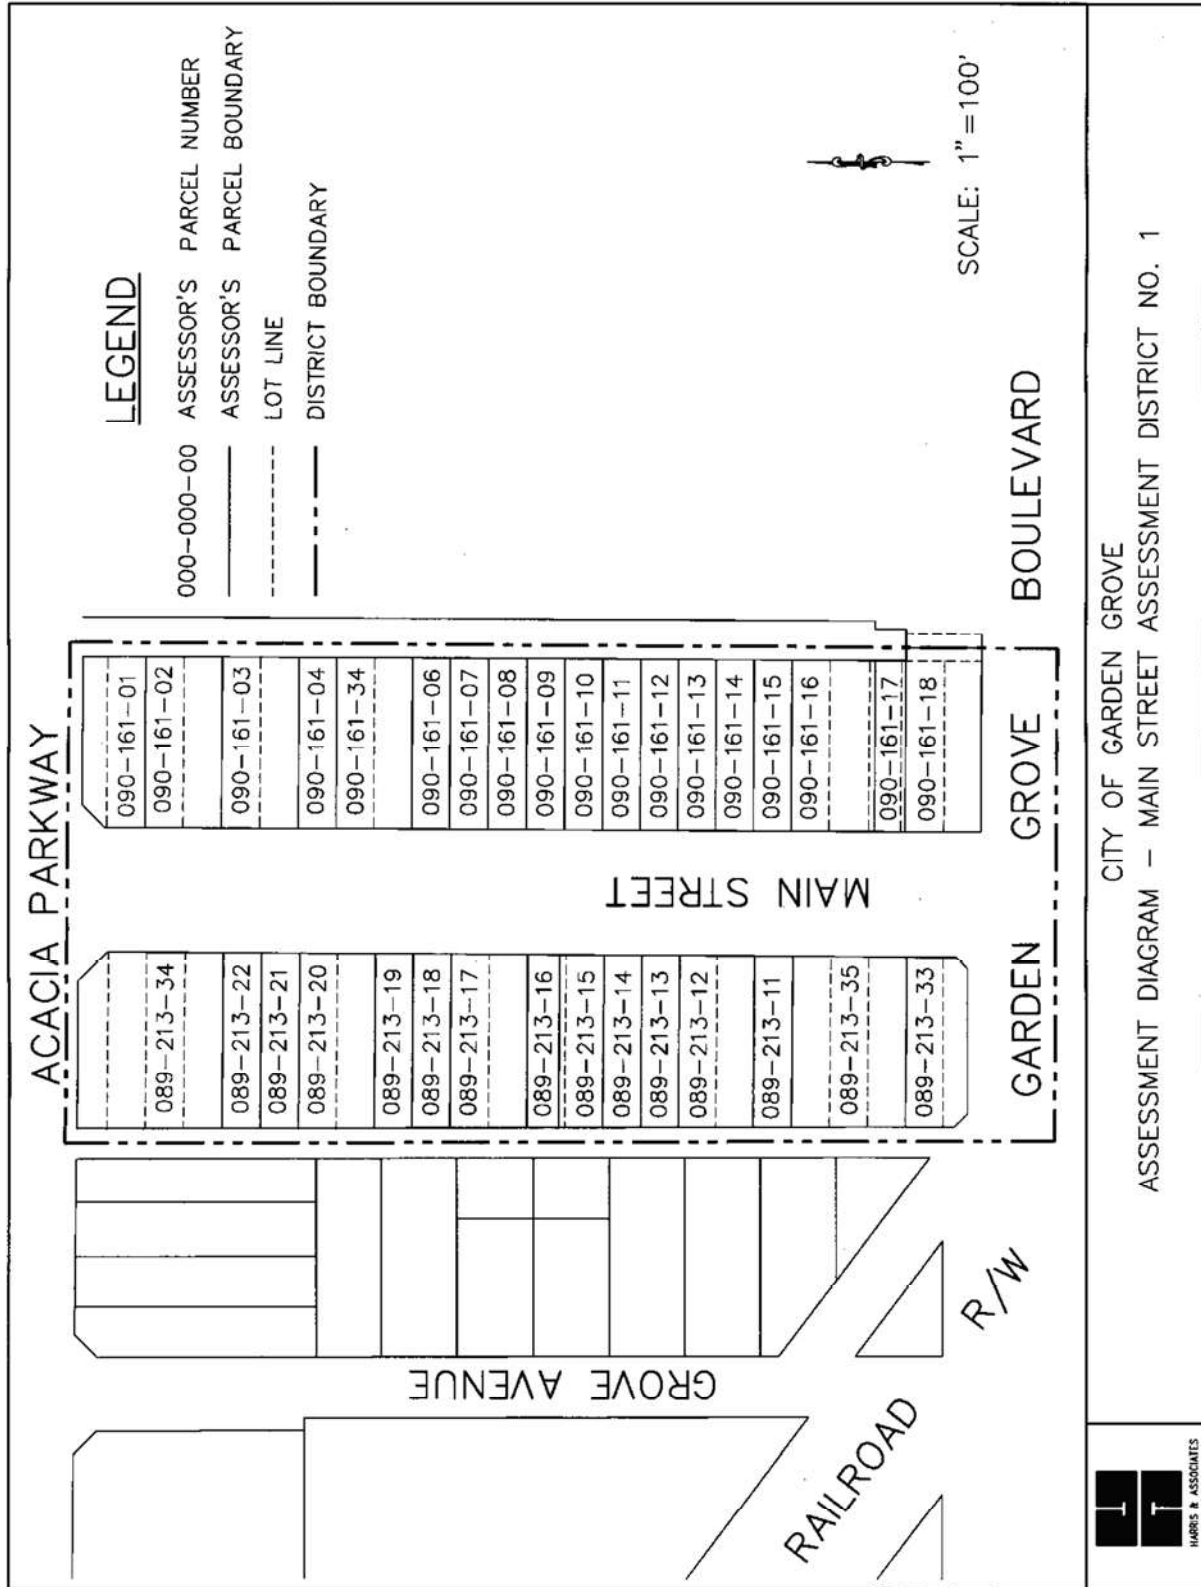 ACACIA PARKWAY
LEGEND
000-000-00 ASSESSOR'S PARCEL NUMBER
ASSESSOR'S PARCEL BOUNDARY
LOT LINE
DISTRICT BOUNDARY
089-213-34
089-213-22
089-213-21
089-213-20
089-213-19
089-213-18
089-213-17
089-213-16
089-213-15
089-213-14
089-213-13
089-213-12
089-213-11
089-213-35
089-213-33
MAIN STREET
090-161-01
090-161-02
090-161-03
090-161-04
090-161-34
090-161-06
090-161-07
090-161-08
090-161-09
090-161-10
090-161-11
090-161-12
090-161-13
090-161-14
090-161-15
090-161-16
090-161-17
090-161-18
GROVE AVENUE
RAILROAD R/W
GARDEN GROVE BOULEVARD
SCALE: 1"=100'
CITY OF GARDEN GROVE
ASSESSMENT DIAGRAM - MAIN STREET ASSESSMENT DISTRICT NO. 1
HARRIS & ASSOCIATES